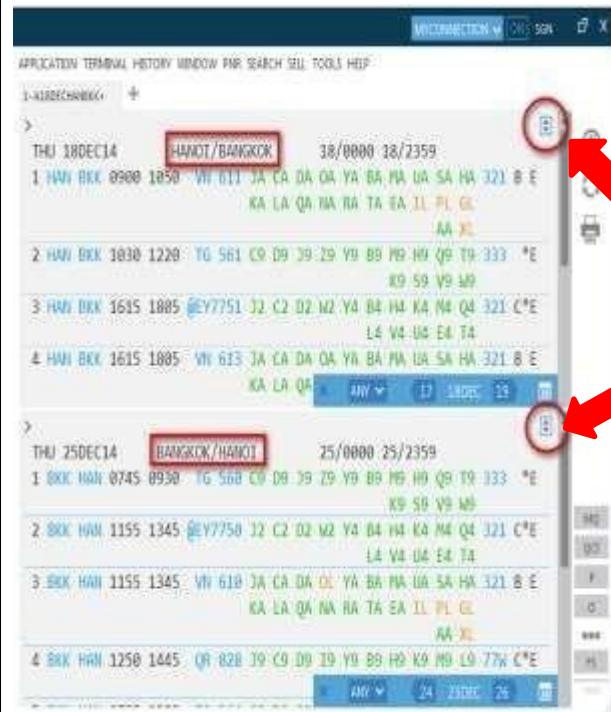 MYCONNECTION SGN
APPLICATION TERMINAL HISTORY WINDOW PNR SEARCH SELL TOOLS HELP
+
>
THU 18DEC14 HANOI/BANGKOK 18/0000 18/2359
1 HAN BKK 0900 1050 VN 611 JA CA DA OA YA BA MA UA SA HA 321 B E
KA LA QA NA RA TA EA IL PL GL
AA XL
2 HAN BKK 1030 1220 TG 561 C9 D9 J9 Z9 Y9 B9 M9 H9 Q9 T9 333 *E
K9 S9 V9 W9
3 HAN BKK 1615 1805 @EY7751 J2 C2 D2 W2 Y4 B4 H4 K4 M4 Q4 321 C*E
L4 V4 U4 E4 T4
4 HAN BKK 1615 1805 VN 613 JA CA DA OA YA BA MA UA SA HA 321 B E
KA LA QA ANY 17 18DEC 19
>
THU 25DEC14 BANGKOK/HANOI 25/0000 25/2359
1 BKK HAN 0745 0930 TG 560 C9 D9 J9 Z9 Y9 B9 M9 H9 Q9 T9 333 *E
K9 S9 V9 W9
2 BKK HAN 1155 1345 @EY7750 J2 C2 D2 W2 Y4 B4 H4 K4 M4 Q4 321 C*E
L4 V4 U4 E4 T4
3 BKK HAN 1155 1345 VN 610 JA CA DA OL YA BA MA UA SA HA 321 B E
KA LA QA NA RA TA EA IL PL GL
AA XL
4 BKK HAN 1250 1445 QR 828 J9 C9 D9 I9 Y9 B9 H9 K9 M9 L9 77W C*E
ANY 24 25DEC 26